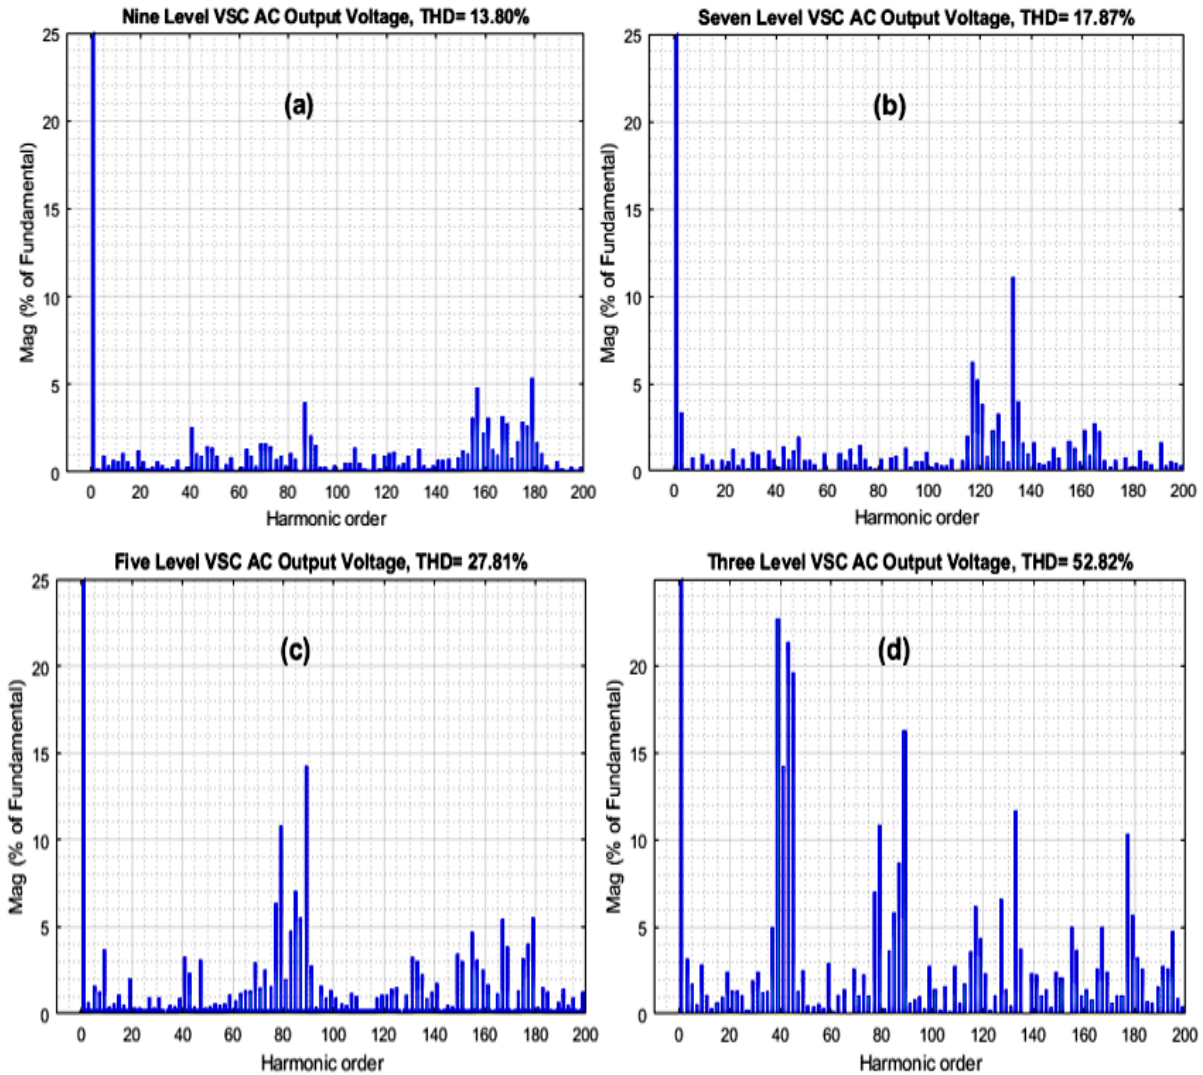 Nine Level VSC AC Output Voltage, THD= 13.80%
25
20
15
10
5
0
Mag (% of Fundamental)
(a)
0 20 40 60 80 100 120 140 160 180 200
Harmonic order
Seven Level VSC AC Output Voltage, THD= 17.87%
25
20
15
10
5
0
Mag (% of Fundamental)
(b)
0 20 40 60 80 100 120 140 160 180 200
Harmonic order
Five Level VSC AC Output Voltage, THD= 27.81%
25
20
15
10
5
0
Mag (% of Fundamental)
(c)
0 20 40 60 80 100 120 140 160 180 200
Harmonic order
Three Level VSC AC Output Voltage, THD= 52.82%
20
15
10
5
0
Mag (% of Fundamental)
(d)
0 20 40 60 80 100 120 140 160 180 200
Harmonic order